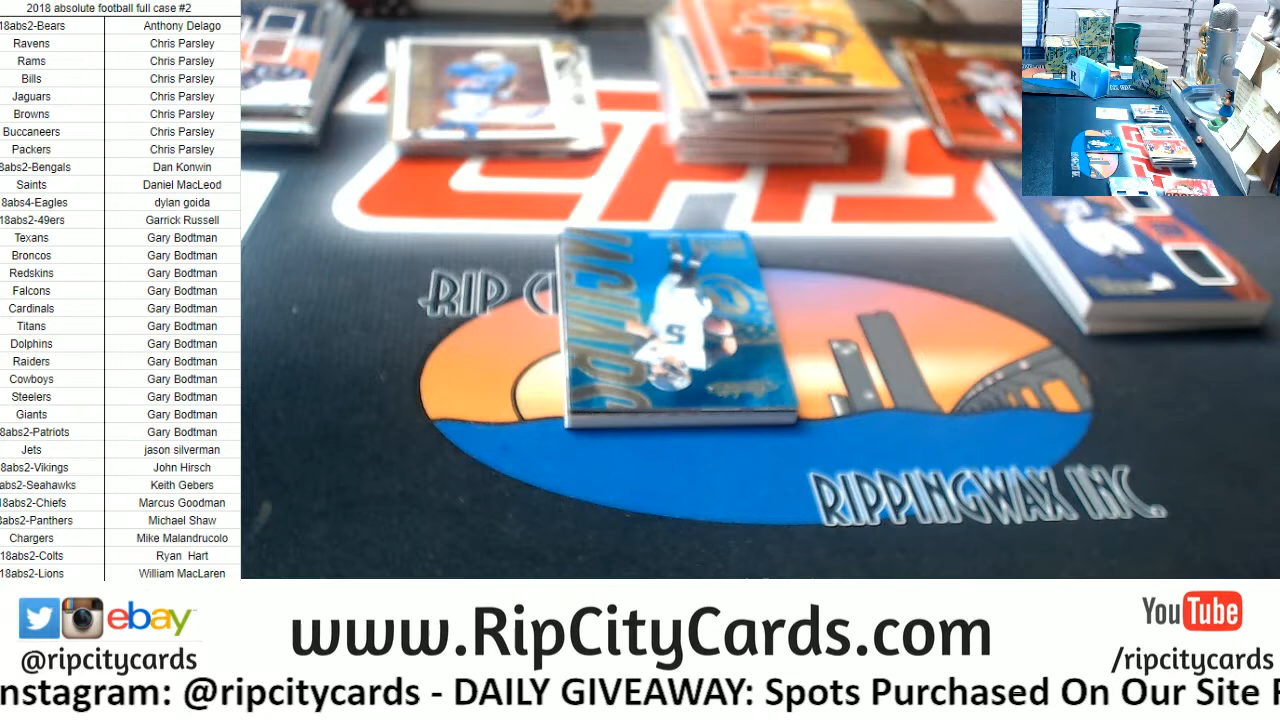 2018 absolute football full case #2
18abs2-Bears Anthony Delago
Ravens Chris Parsley
Rams Chris Parsley
Bills Chris Parsley
Jaguars Chris Parsley
Browns Chris Parsley
Buccaneers Chris Parsley
Packers Chris Parsley
8abs2-Bengals Dan Konwin
Saints Daniel MacLeod
8abs4-Eagles dylan goida
18abs2-49ers Garrick Russell
Texans Gary Bodtman
Broncos Gary Bodtman
Redskins Gary Bodtman
Falcons Gary Bodtman
Cardinals Gary Bodtman
Titans Gary Bodtman
Dolphins Gary Bodtman
Raiders Gary Bodtman
Cowboys Gary Bodtman
Steelers Gary Bodtman
Giants Gary Bodtman
8abs2-Patriots Gary Bodtman
Jets jason silverman
8abs2-Vikings John Hirsch
abs2-Seahawks Keith Gebers
18abs2-Chiefs Marcus Goodman
8abs2-Panthers Michael Shaw
Chargers Mike Malandrucolo
18abs2-Colts Ryan Hart
18abs2-Lions William MacLaren
RIP CI
RIPPINGWAX INC.
ebay
@ripcitycards
www.RipCityCards.com
YouTube
/ripcitycards
nstagram: @ripcitycards - DAILY GIVEAWAY: Spots Purchased On Our Site